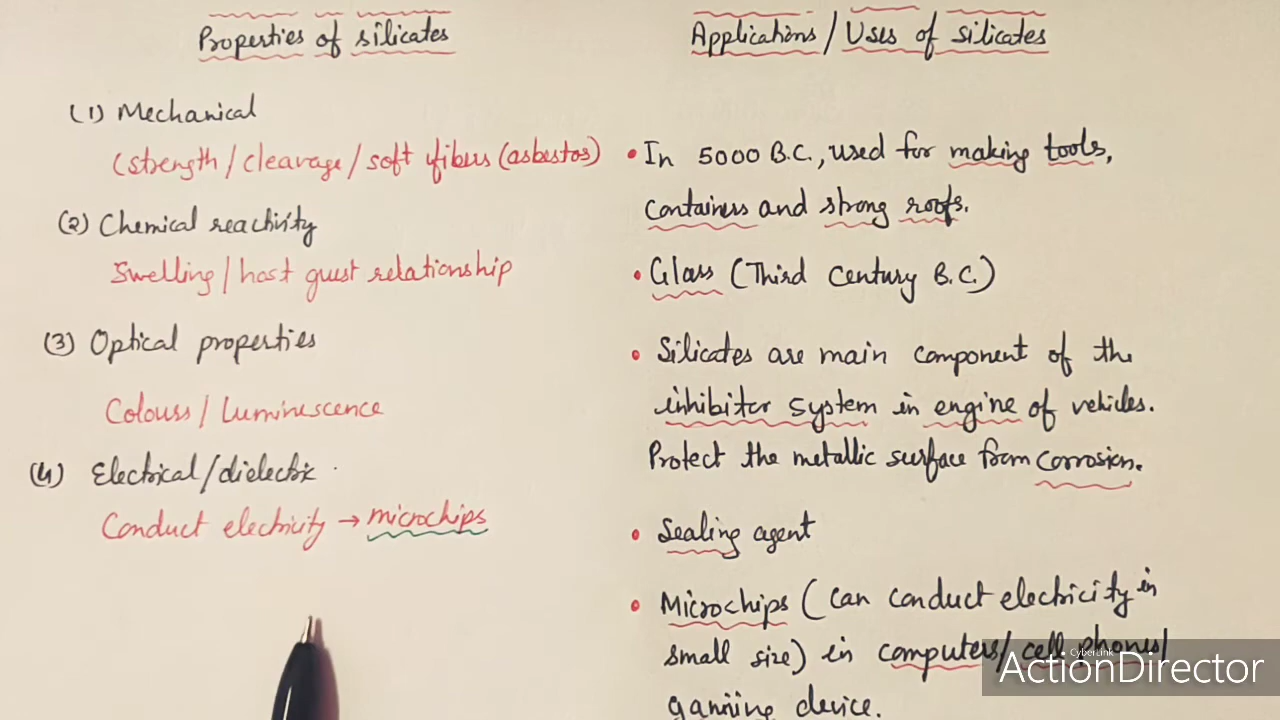 Properties of silicates
(1) Mechanical
(strength / cleavage / soft fibers (asbestos)
(2) Chemical reactivity
Swelling / host guest relationship
(3) Optical properties
Colours / Luminescence
(4) Electrical/dielectric
Conduct electricity → microchips
Applications / Uses of silicates
• In 5000 B.C., used for making tools,
containers and strong roofs.
• Glass (Third Century B.C.)
• Silicates are main component of the
inhibitor system in engine of vehicles.
Protect the metallic surface from corrosion.
• Sealing agent
• Microchips (can conduct electricity in
small size) in computers/ cell phones/
gaming device.
CyberLink
ActionDirector